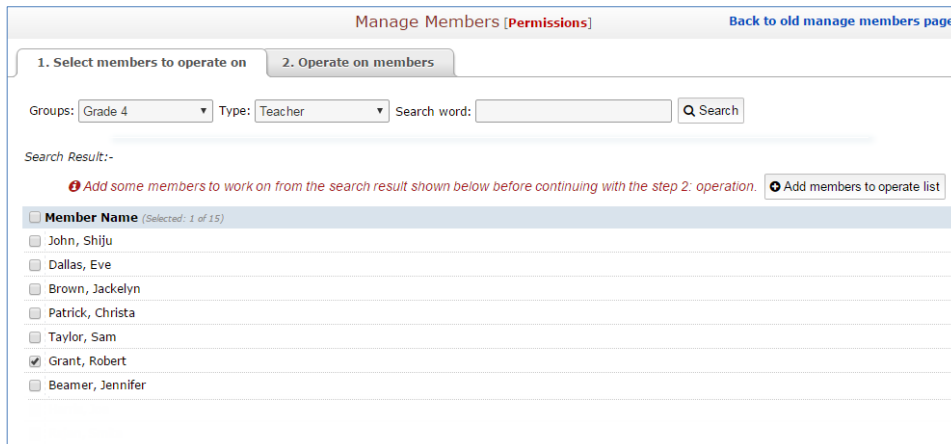 Manage Members [Permissions] Back to old manage members page
1. Select members to operate on 2. Operate on members
Groups: Grade 4 Type: Teacher Search word: Search
Search Result:-
Add some members to work on from the search result shown below before continuing with the step 2: operation. Add members to operate list
Member Name (Selected: 1 of 15)
John, Shiju
Dallas, Eve
Brown, Jackelyn
Patrick, Christa
Taylor, Sam
Grant, Robert
Beamer, Jennifer